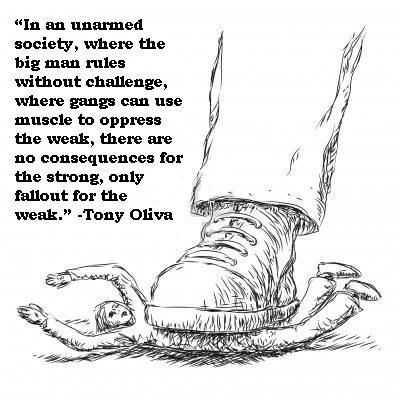 “In an unarmed
society, where the
big man rules
without challenge,
where gangs can use
muscle to oppress
the weak, there are
no consequences for
the strong, only
fallout for the
weak.” -Tony Oliva